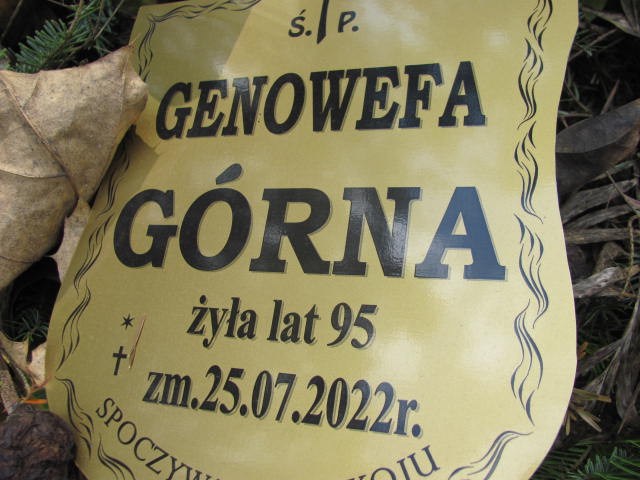 Ś. P.
GENOWEFA
GÓRNA
żyła lat 95
zm.25.07.2022r.